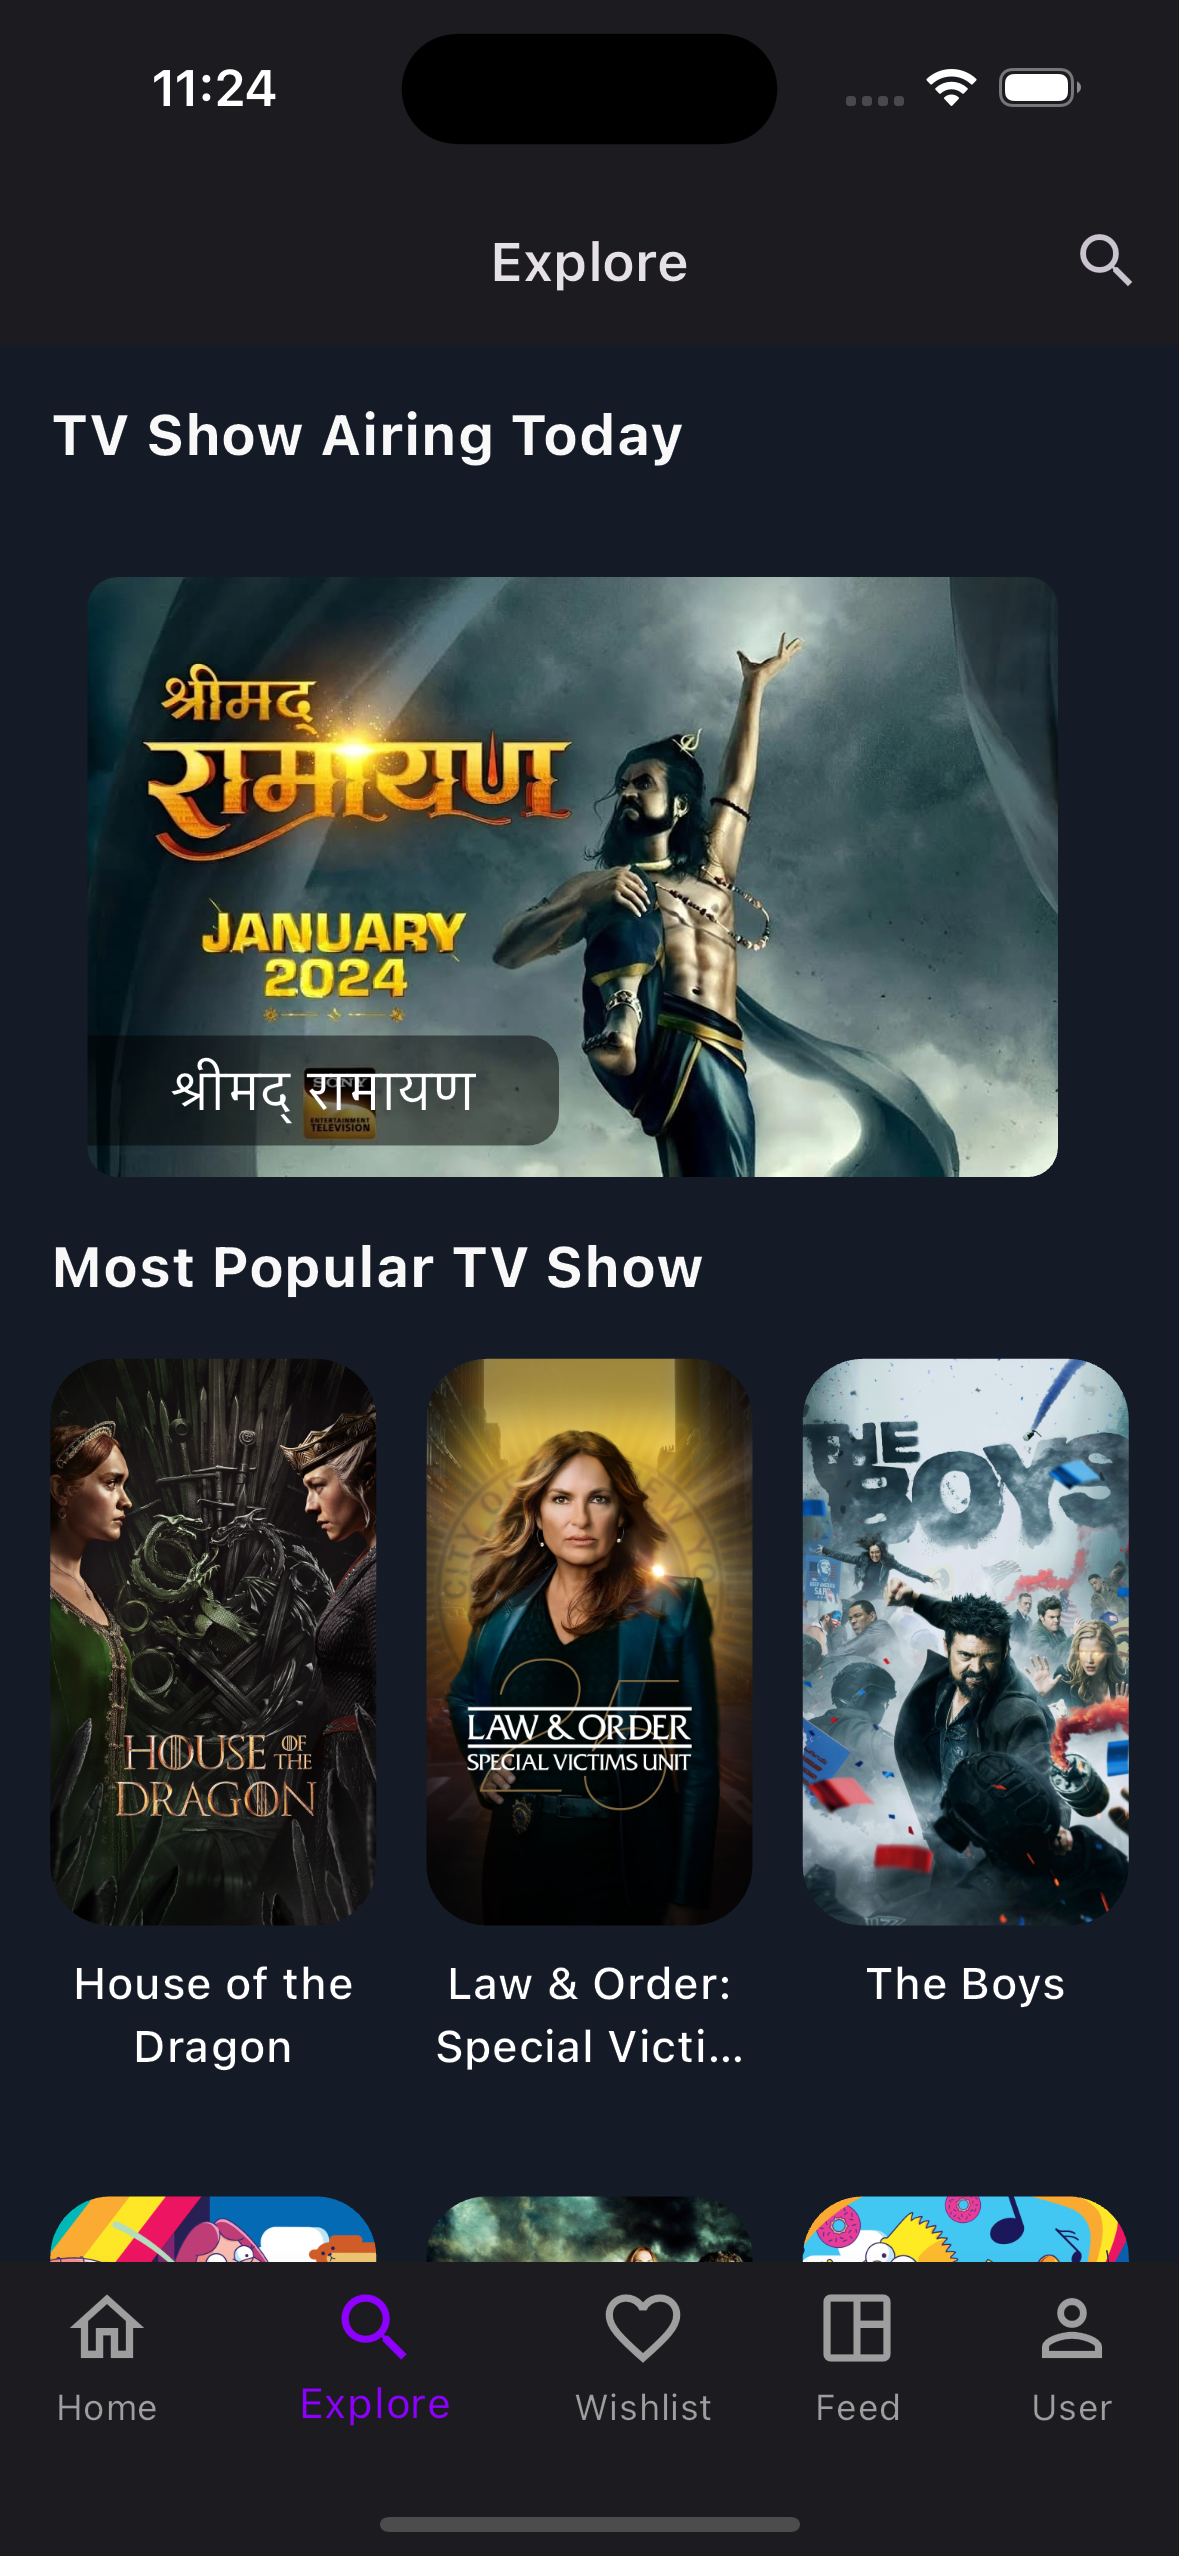 11:24
Explore
TV Show Airing Today
श्रीमद्
रामायण
JANUARY
2024
श्रीमद् रामायण
SONY
ENTERTAINMENT
TELEVISION
Most Popular TV Show
HOUSE OF THE
DRAGON
25
LAW & ORDER
SPECIAL VICTIMS UNIT
THE
BOYS
House of the
Dragon
Law & Order:
Special Victi...
The Boys
Home
Explore
Wishlist
Feed
User